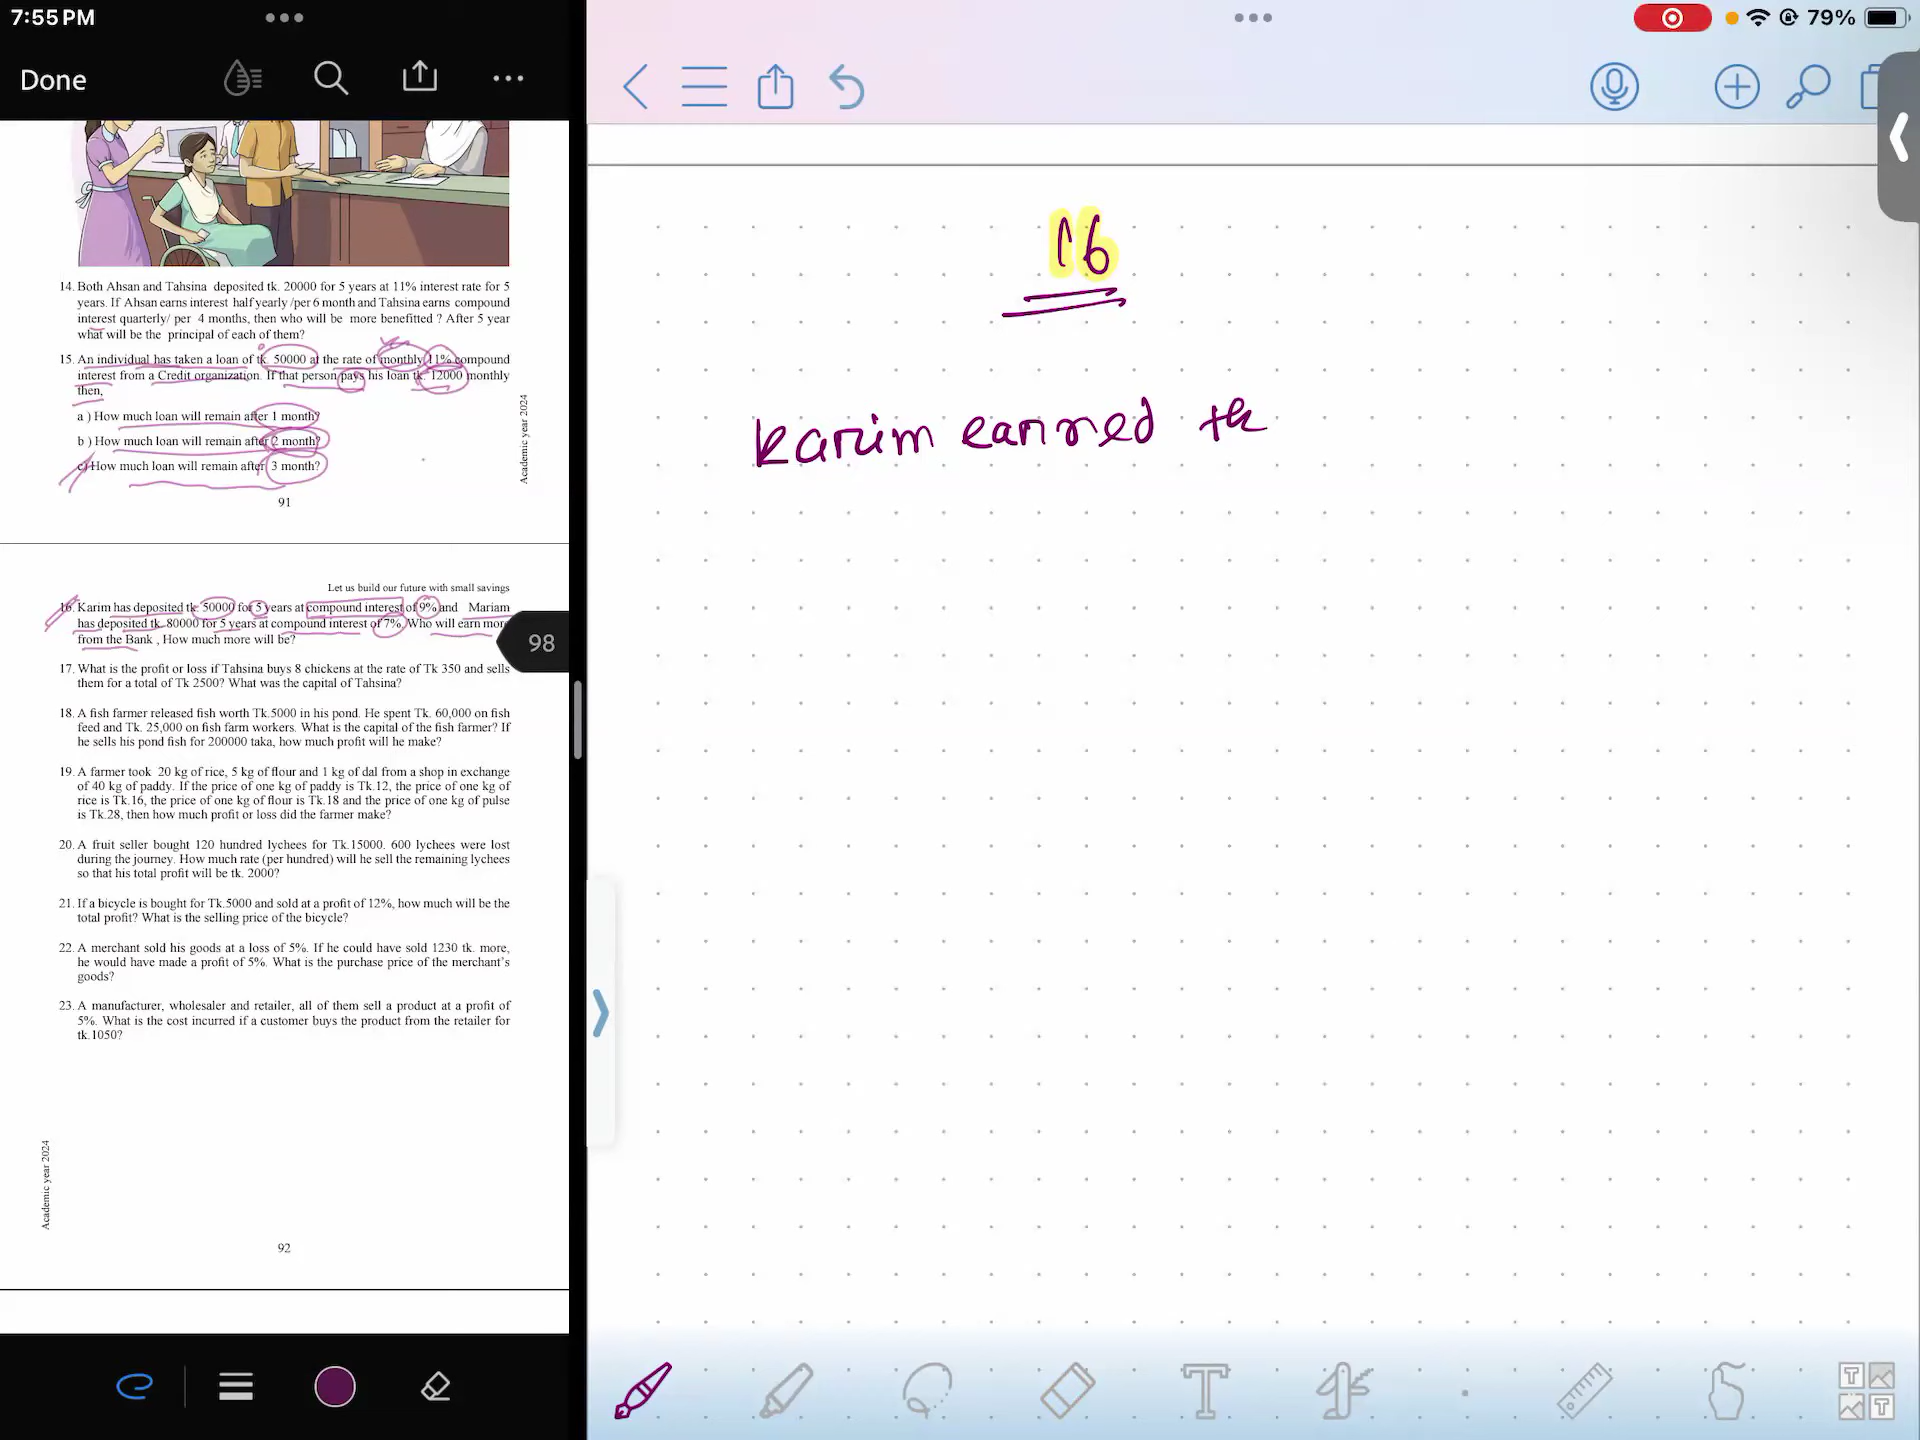 7:55 PM
79%
Done
14. Both Ahsan and Tahsina deposited tk. 20000 for 5 years at 11% interest rate for 5
years. If Ahsan earns interest half yearly /per 6 month and Tahsina earns compound
interest quarterly/ per 4 months, then who will be more benefitted ? After 5 year
what will be the principal of each of them?
15. An individual has taken a loan of tk. 50000 at the rate of monthly 11% compound
interest from a Credit organization. If that person pays his loan tk. 12000 monthly
then,
a ) How much loan will remain after 1 month?
b ) How much loan will remain after 2 month?
c) How much loan will remain after 3 month?
Academic year 2024
91
Let us build our future with small savings
16. Karim has deposited tk. 50000 for 5 years at compound interest of 9% and Mariam
has deposited tk. 80000 for 5 years at compound interest of 7%. Who will earn more
from the Bank , How much more will be?
98
17. What is the profit or loss if Tahsina buys 8 chickens at the rate of Tk 350 and sells
them for a total of Tk 2500? What was the capital of Tahsina?
18. A fish farmer released fish worth Tk.5000 in his pond. He spent Tk. 60,000 on fish
feed and Tk. 25,000 on fish farm workers. What is the capital of the fish farmer? If
he sells his pond fish for 200000 taka, how much profit will he make?
19. A farmer took 20 kg of rice, 5 kg of flour and 1 kg of dal from a shop in exchange
of 40 kg of paddy. If the price of one kg of paddy is Tk.12, the price of one kg of
rice is Tk.16, the price of one kg of flour is Tk.18 and the price of one kg of pulse
is Tk.28, then how much profit or loss did the farmer make?
20. A fruit seller bought 120 hundred lychees for Tk.15000. 600 lychees were lost
during the journey. How much rate (per hundred) will he sell the remaining lychees
so that his total profit will be tk. 2000?
21. If a bicycle is bought for Tk.5000 and sold at a profit of 12%, how much will be the
total profit? What is the selling price of the bicycle?
22. A merchant sold his goods at a loss of 5%. If he could have sold 1230 tk. more,
he would have made a profit of 5%. What is the purchase price of the merchant's
goods?
23. A manufacturer, wholesaler and retailer, all of them sell a product at a profit of
5%. What is the cost incurred if a customer buys the product from the retailer for
tk.1050?
Academic year 2024
92
16
Karim earned tk